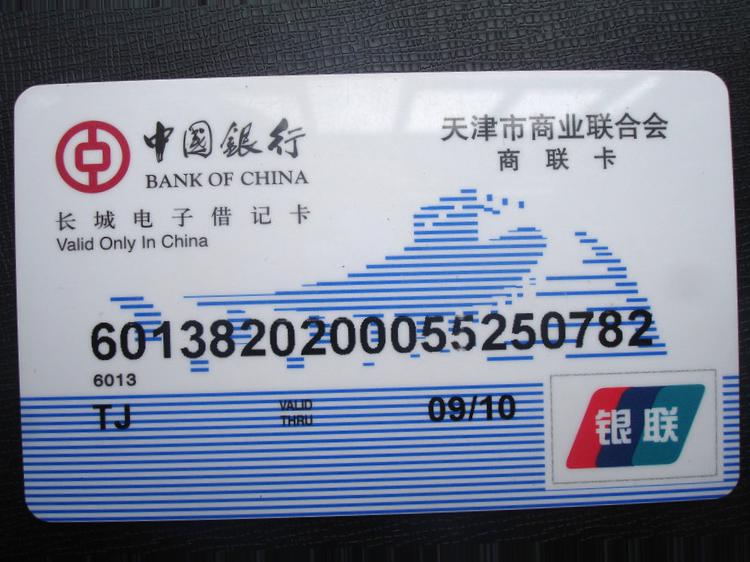 中国銀行
BANK OF CHINA
长城电子借记卡
Valid Only In China
天津市商业联合会
商联卡
6013820200055250782
6013
TJ
VALID
THRU
09/10
银联